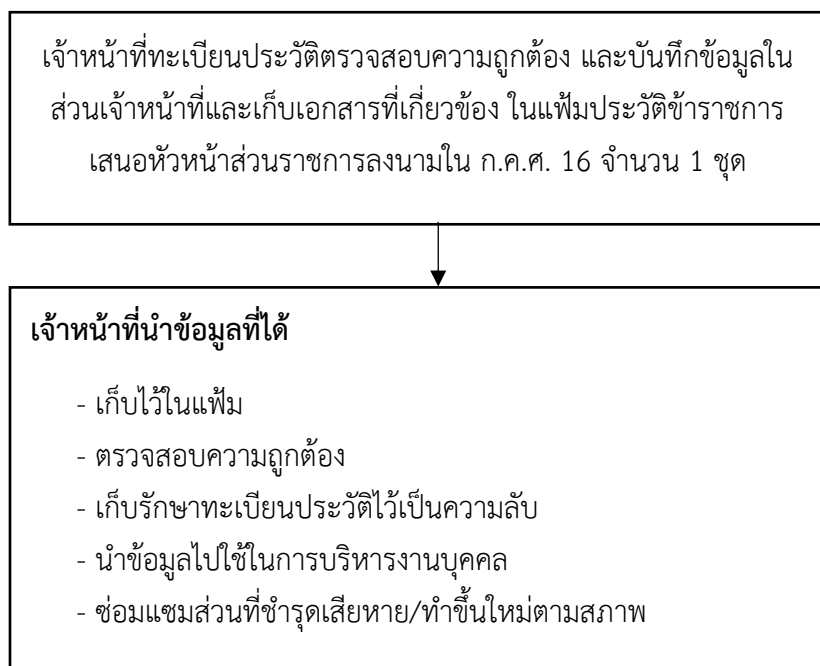 เจ้าหน้าที่ทะเบียนประวัติตรวจสอบความถูกต้อง และบันทึกข้อมูลใน
ส่วนเจ้าหน้าที่และเก็บเอกสารที่เกี่ยวข้อง ในแฟ้มประวัติข้าราชการ
เสนอหัวหน้าส่วนราชการลงนามใน ก.ค.ศ. 16 จำนวน 1 ชุด
เจ้าหน้าที่นำข้อมูลที่ได้
- เก็บไว้ในแฟ้ม
- ตรวจสอบความถูกต้อง
- เก็บรักษาทะเบียนประวัติไว้เป็นความลับ
- นำข้อมูลไปใช้ในการบริหารงานบุคคล
- ซ่อมแซมส่วนที่ชำรุดเสียหาย/ทำขึ้นใหม่ตามสภาพ